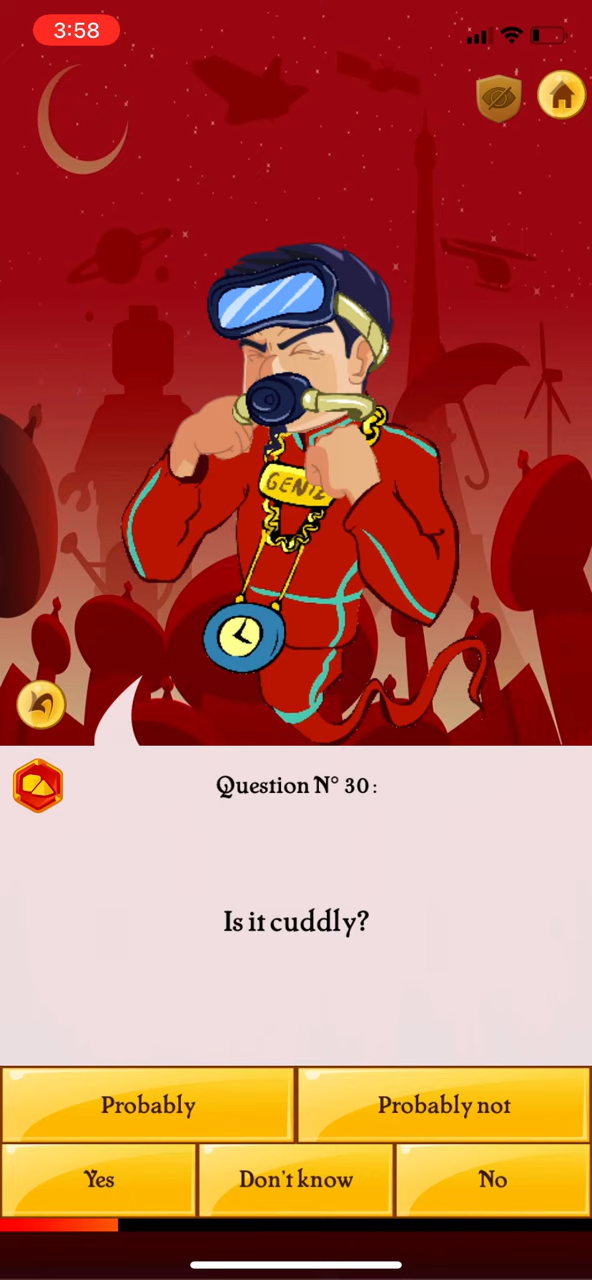 3:58
GENIE
Question N° 30:
Is it cuddly?
Probably
Probably not
Yes
Don't know
No